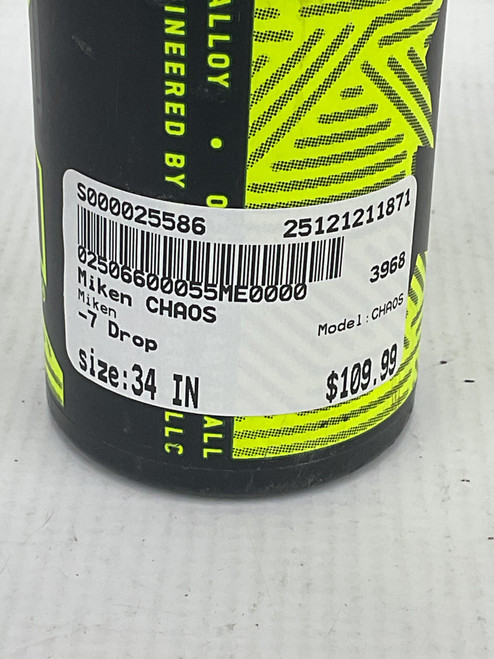 ALLOY • 
NEERED BY
S000025586
25121211871
02506600055ME0000
3968
Miken CHAOS
Miken
Model:CHAOS
-7 Drop
size:34 IN
$109.99
ALL
LLC